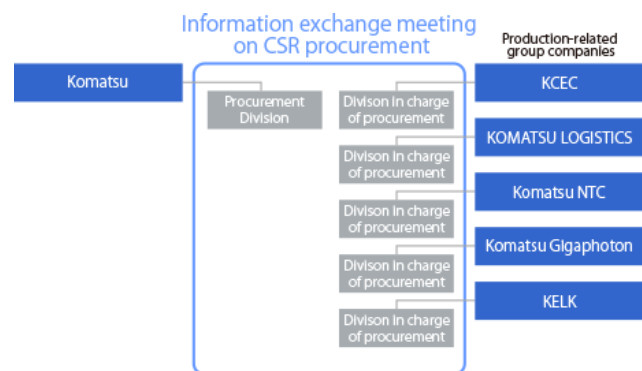 Information exchange meeting
on CSR procurement
Production-related
group companies
Komatsu
Procurement
Division
Divison in charge
of procurement
KCEC
Divison in charge
of procurement
KOMATSU LOGISTICS
Divison in charge
of procurement
Komatsu NTC
Divison in charge
of procurement
Komatsu Gigaphoton
Divison in charge
of procurement
KELK